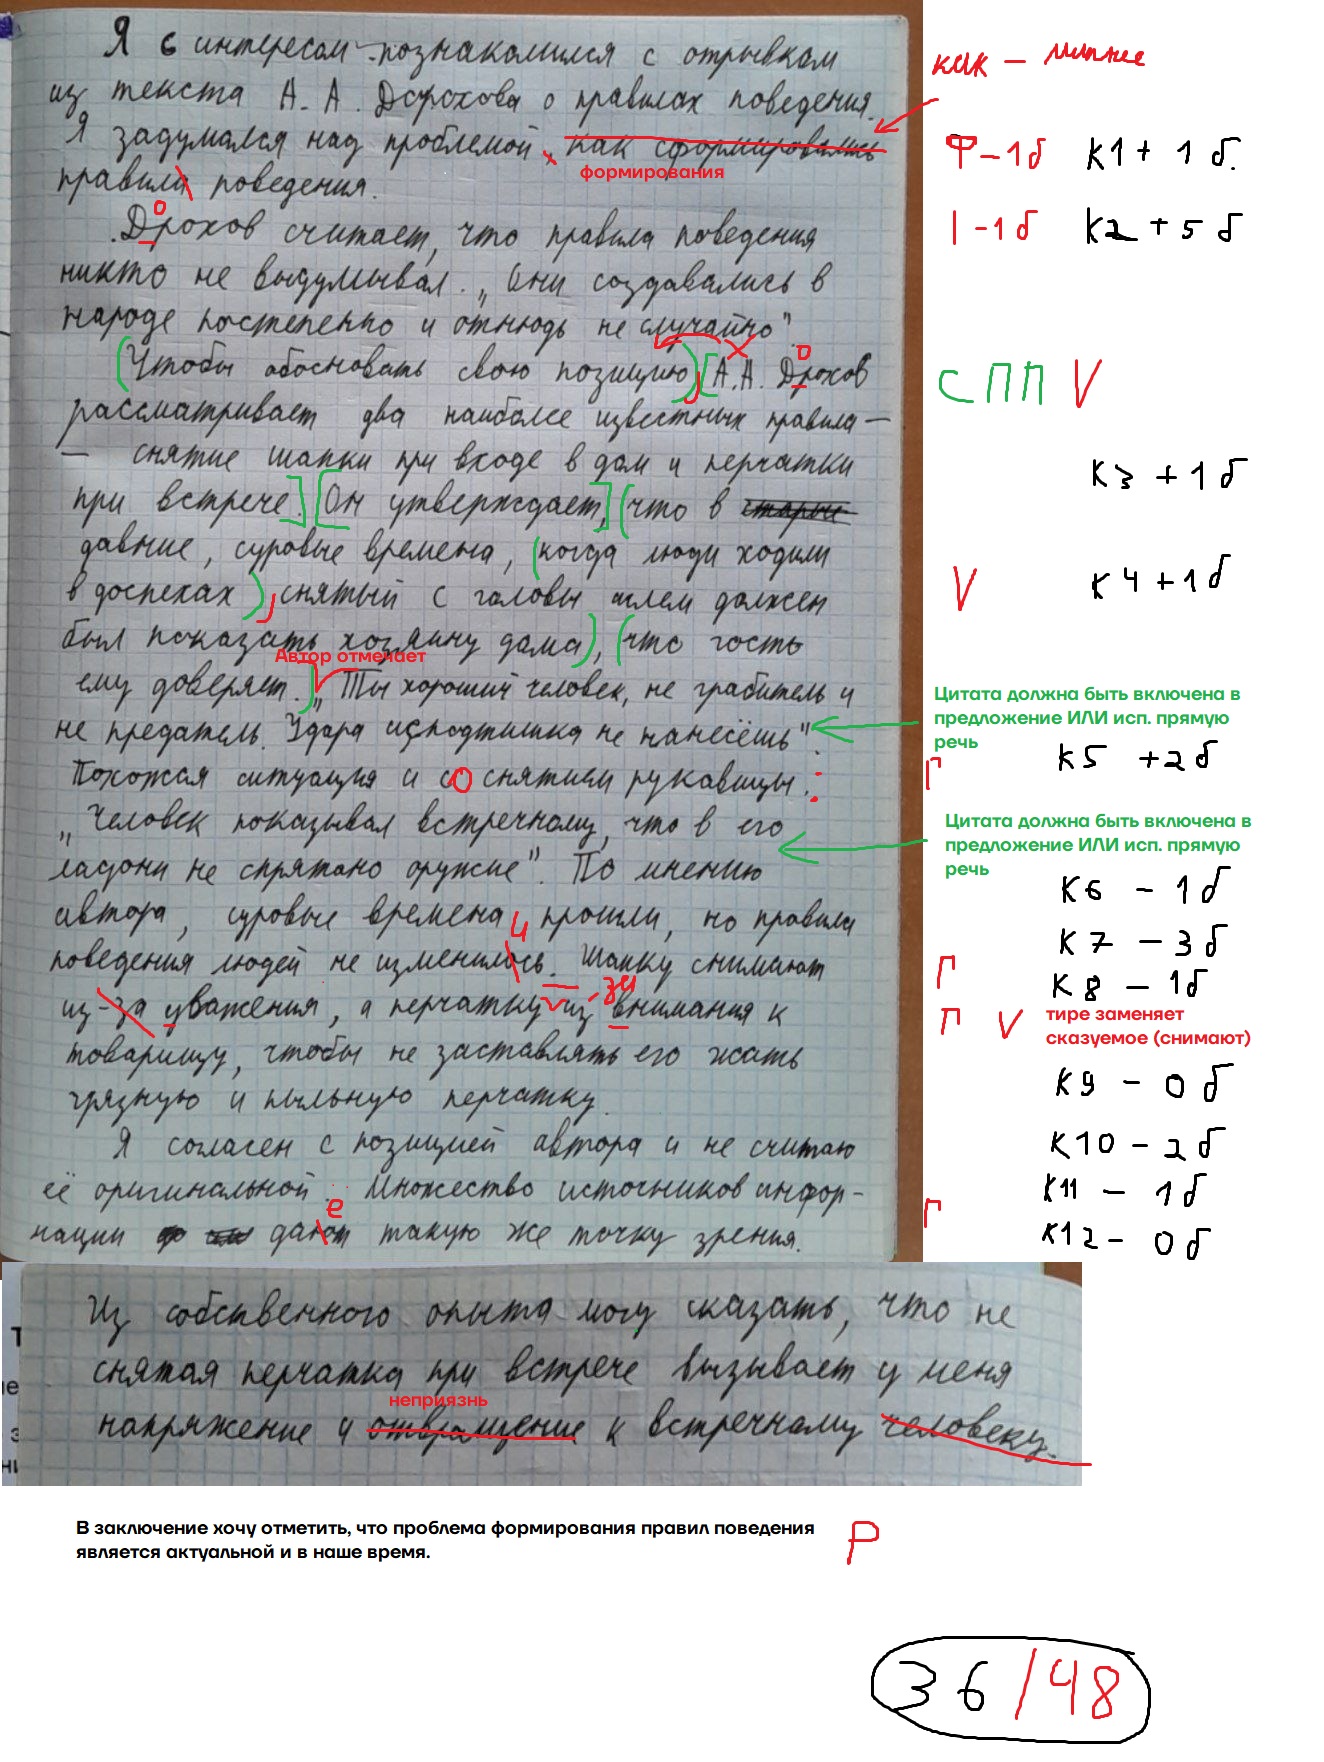 Я с интересом познакомился с отрывком
из текста А. А. Дорохова о правилах поведения.
Я задумался над проблемой, как сформировались
формирования
правила поведения.
о
Дрохов считает, что правила поведения
никто не выдумывал. „Они создавались в
народе постепенно и отнюдь не случайно".
Чтобы обосновать свою позицию, А.А. Дрохов
о
рассматривает два наиболее известных правила –
– снятие шапки при входе в дом и перчатки
при встрече. Он утверждает, что в старые
давние, суровые времена, когда люди ходили
в доспехах, снятый с головы шлем должен
был показать хозяину дома, что гость
Автор отмечает
ему доверяет. „Ты хороший человек, не грабитель и
не предатель. Удара исподтишка не нанесёшь".
Похожая ситуация и со снятием рукавицы.:
„Человек показывал встречному, что в его
ладони не спрятано оружие". По мнению
автора, суровые времена прошли, но правила
и
поведения людей не изменилось. Шапку снимают
из-за уважения, а перчатку – из-за внимания к
товарищу, чтобы не заставлять его жать
грязную и пыльную перчатку.
Я согласен с позицией автора и не считаю
её оригинальной. Множество источников инфор-
е
мации дают такую же точку зрения.
Из собственного опыта могу сказать, что не
снятая перчатка при встрече вызывает у меня
неприязнь
напряжение и отвращение к встречному человеку.
В заключение хочу отметить, что проблема формирования правил поведения
является актуальной и в наше время.
Р
как – лишнее
Ф – 1б К1 + 1 б.
I – 1б К2 + 5 б
СПП V
К3 + 1б
V К4 + 1б
Цитата должна быть включена в
предложение ИЛИ исп. прямую
речь
К5 + 2б
Г
Цитата должна быть включена в
предложение ИЛИ исп. прямую
речь
К6 – 1б
К7 – 3б
Г К8 – 1б
П V тире заменяет
сказуемое (снимают)
К9 – 0б
К10 – 2б
К11 – 1б
Г
К12 – 0б
36/48